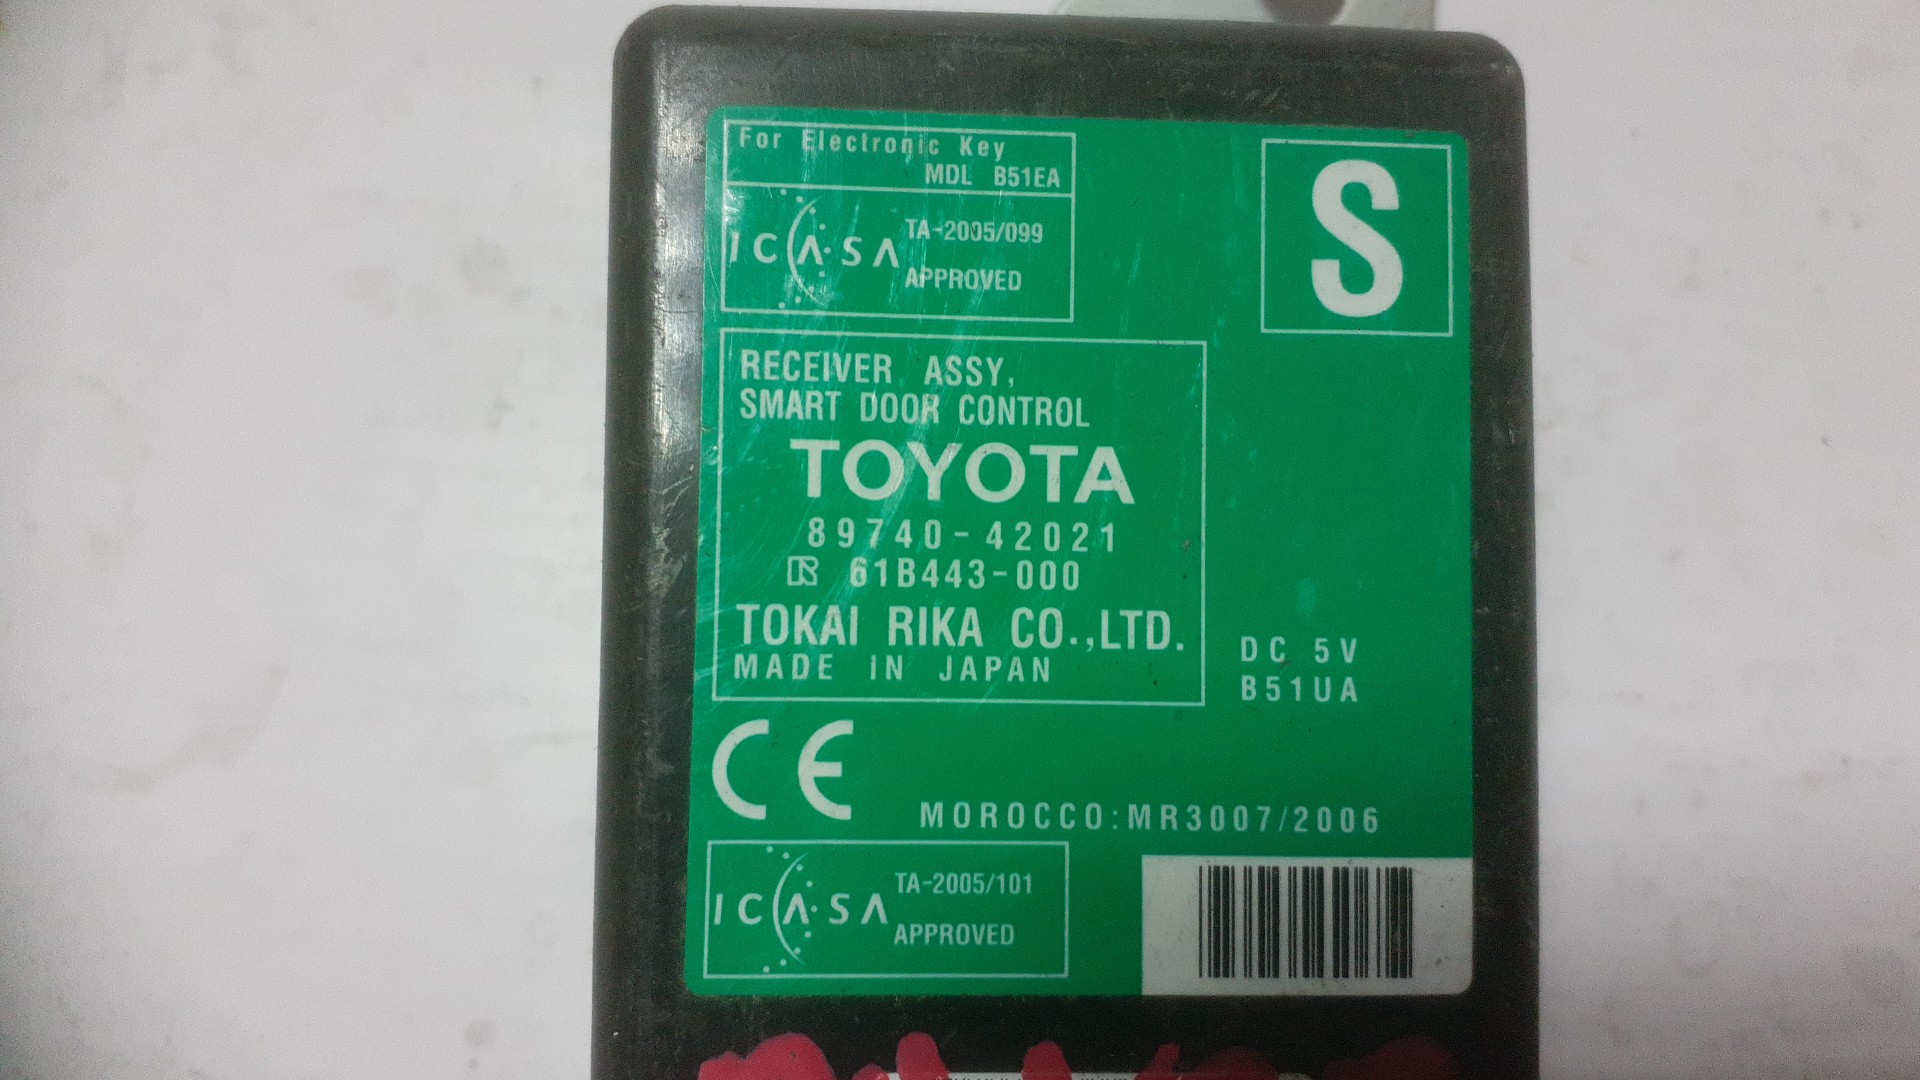 For Electronic Key
MDL B51EA
ICASA
TA-2005/099
APPROVED
S
RECEIVER ASSY,
SMART DOOR CONTROL
TOYOTA
89740-42021
61B443-000
TOKAI RIKA CO.,LTD.
MADE IN JAPAN
DC 5V
B51UA
CE
MOROCCO:MR3007/2006
ICASA
TA-2005/101
APPROVED